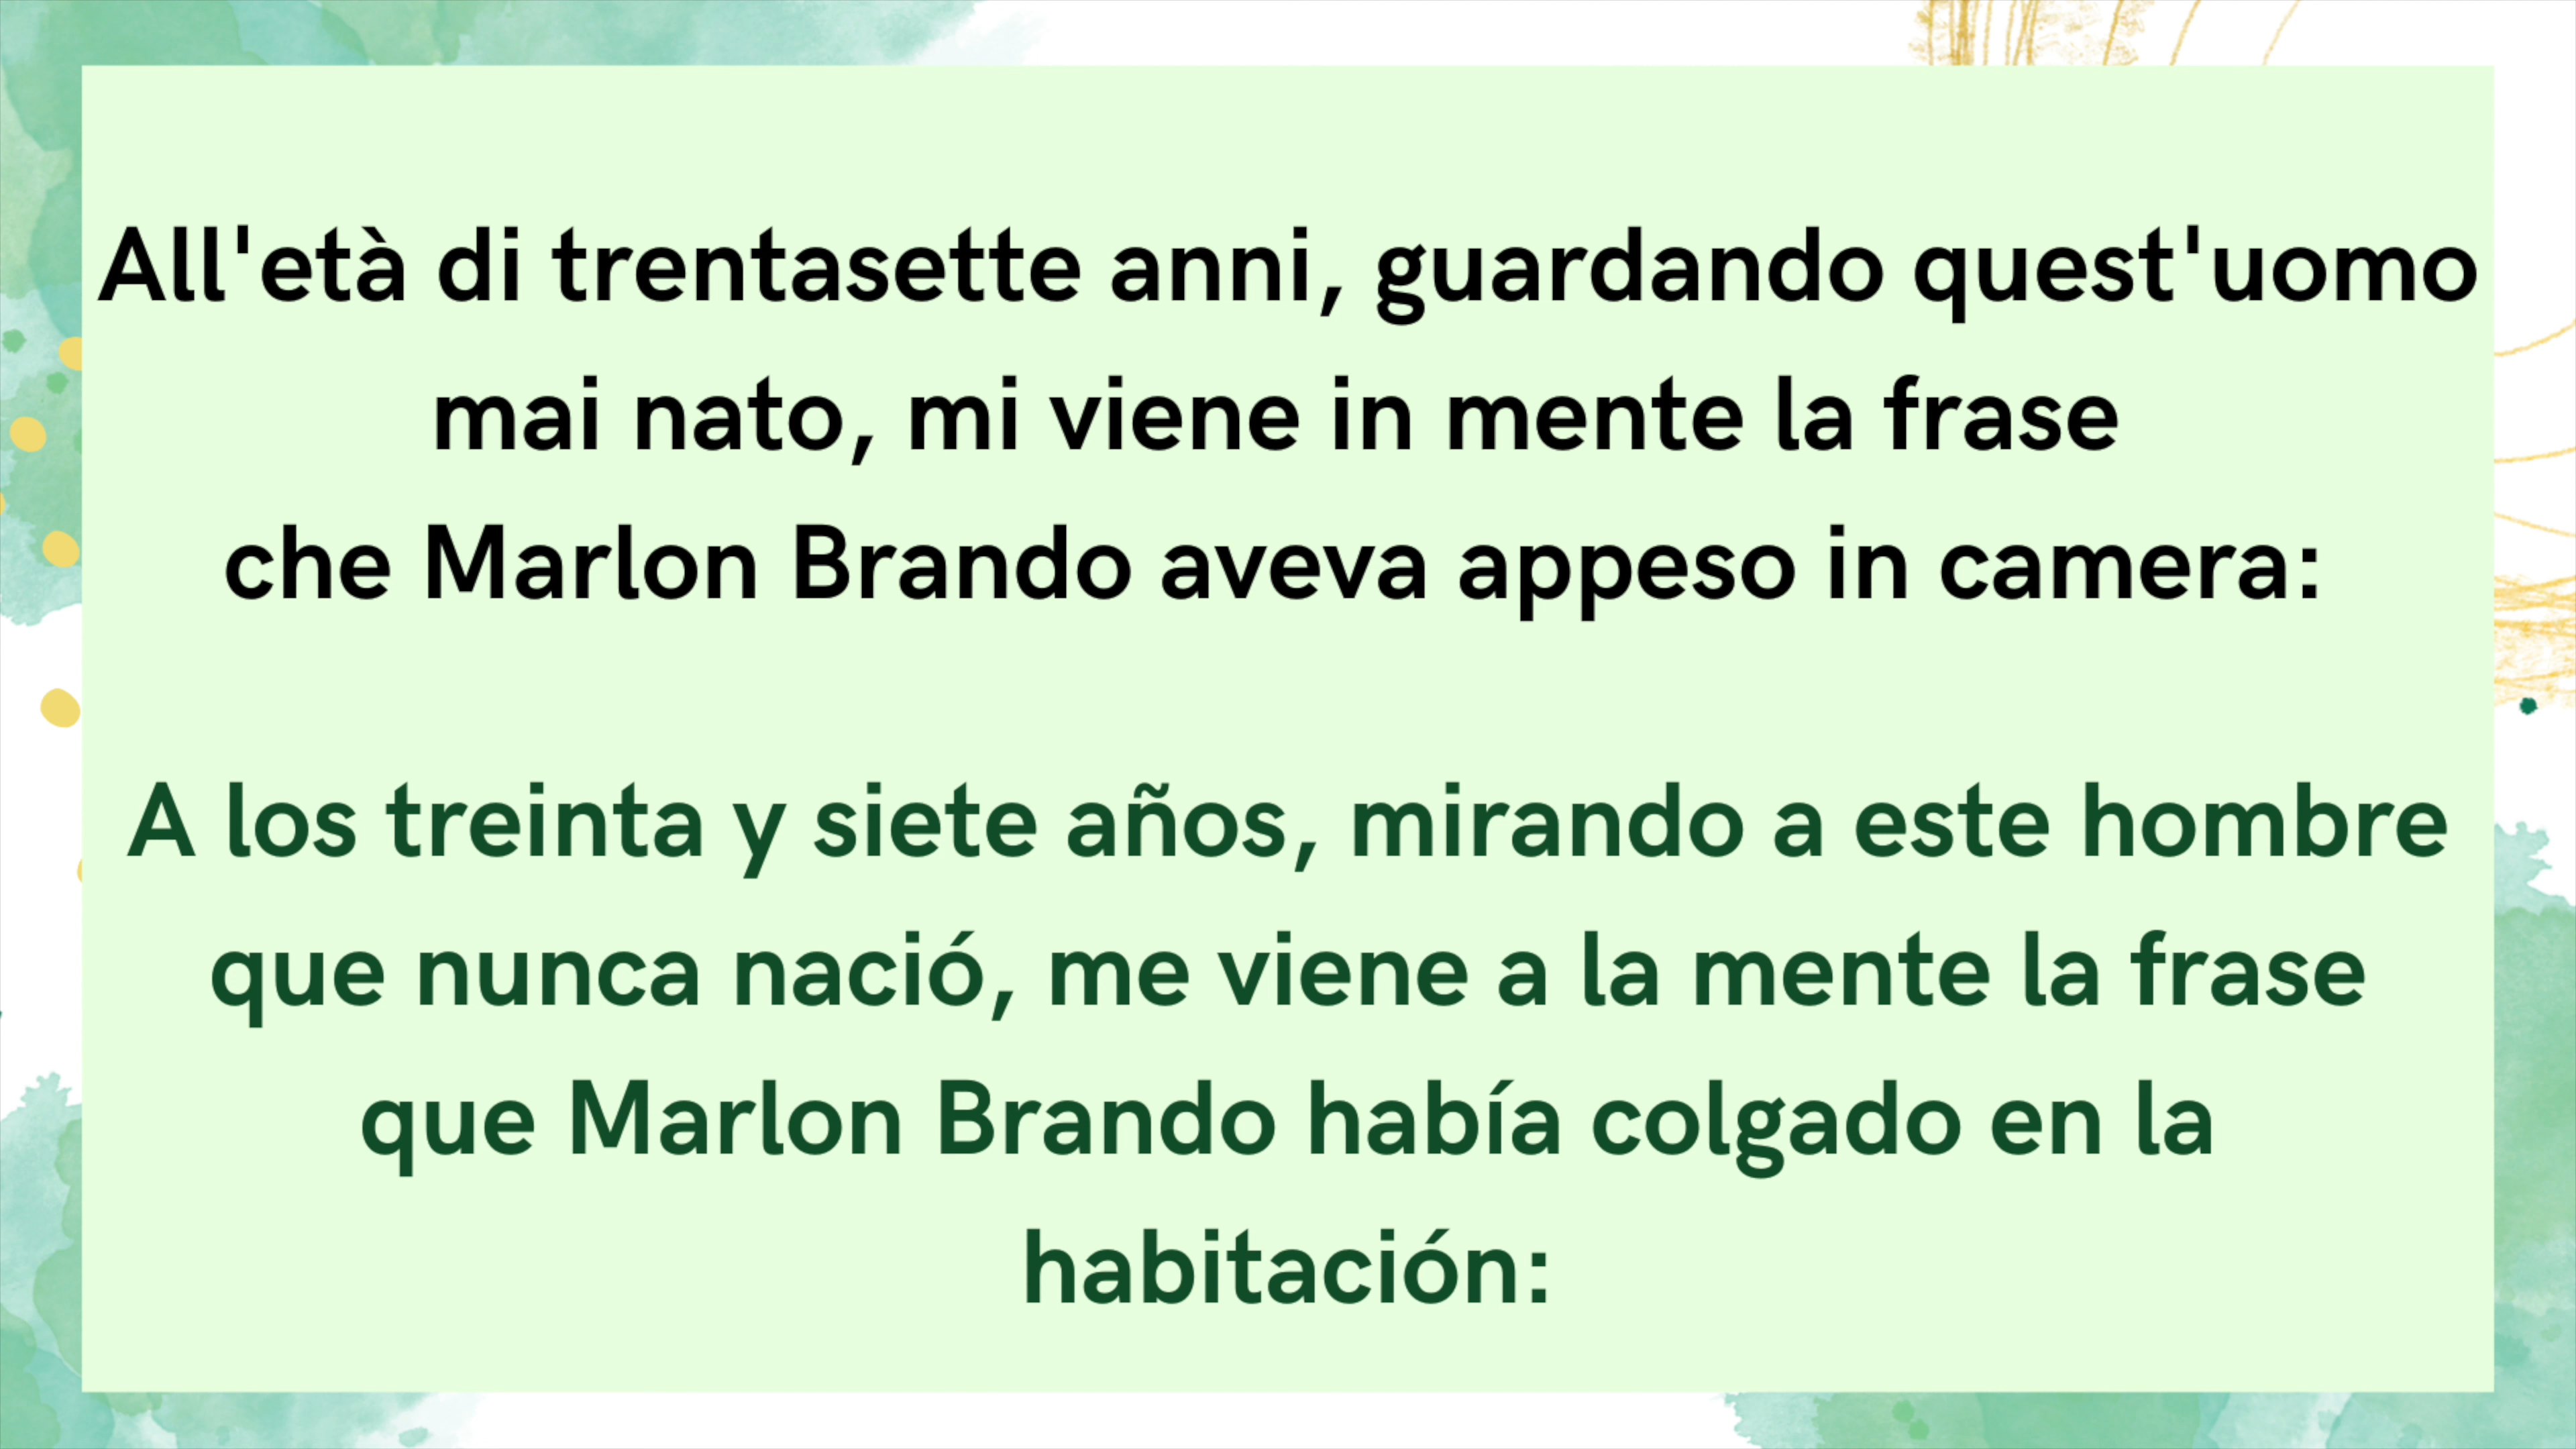 All'età di trentasette anni, guardando quest'uomo
mai nato, mi viene in mente la frase
che Marlon Brando aveva appeso in camera:
A los treinta y siete años, mirando a este hombre
que nunca nació, me viene a la mente la frase
que Marlon Brando había colgado en la
habitación: